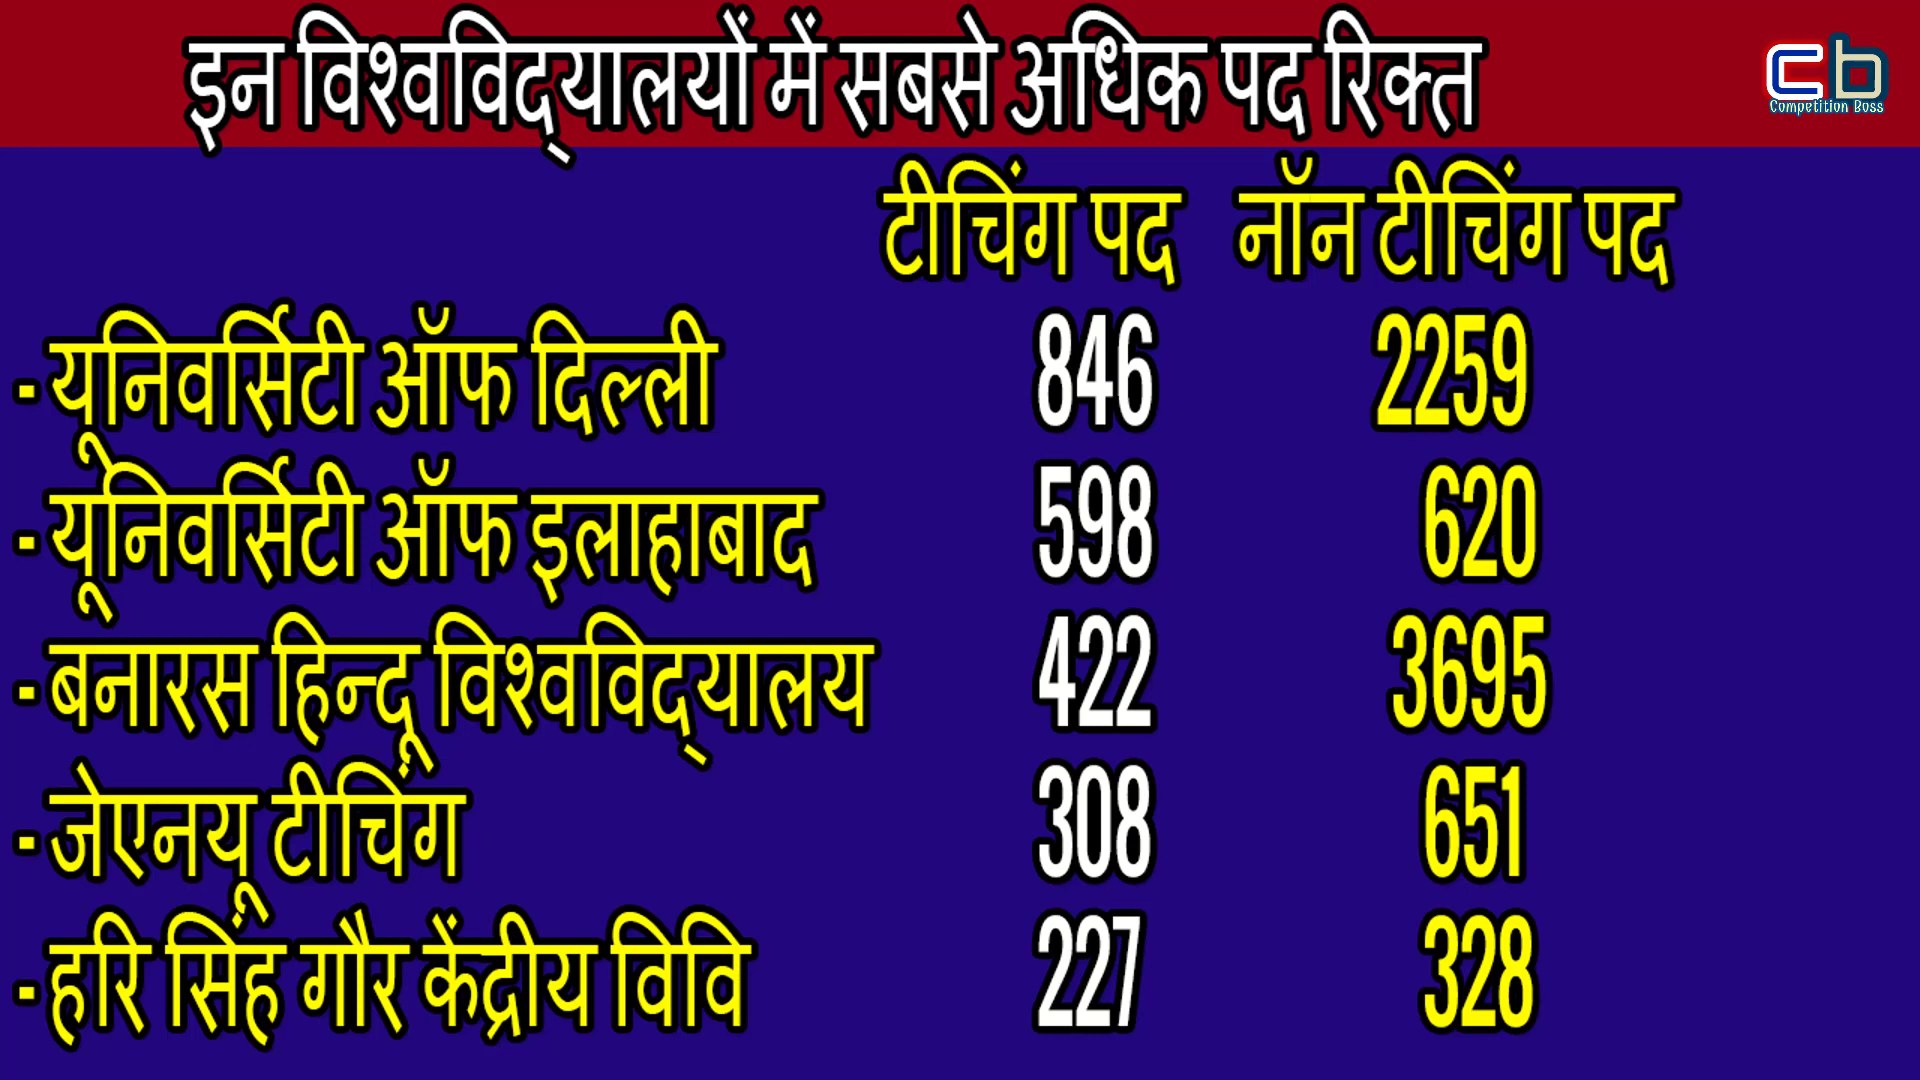 इन विश्वविद्यालयों में सबसे अधिक पद रिक्त
cb
Competition Boss
टीचिंग पद नॉन टीचिंग पद
- यूनिवर्सिटी ऑफ दिल्ली 846 2259
- यूनिवर्सिटी ऑफ इलाहाबाद 598 620
- बनारस हिन्दू विश्वविद्यालय 422 3695
- जेएनयू टीचिंग 308 651
- हरि सिंह गौर केंद्रीय विवि 227 328